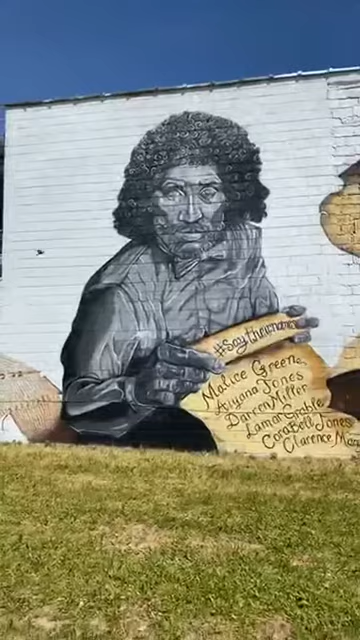 #Saytheirnames
Malice Green
Aiyana Jones
Darren Miller
Lamar Grable
Cora Bell Jones
Clarence